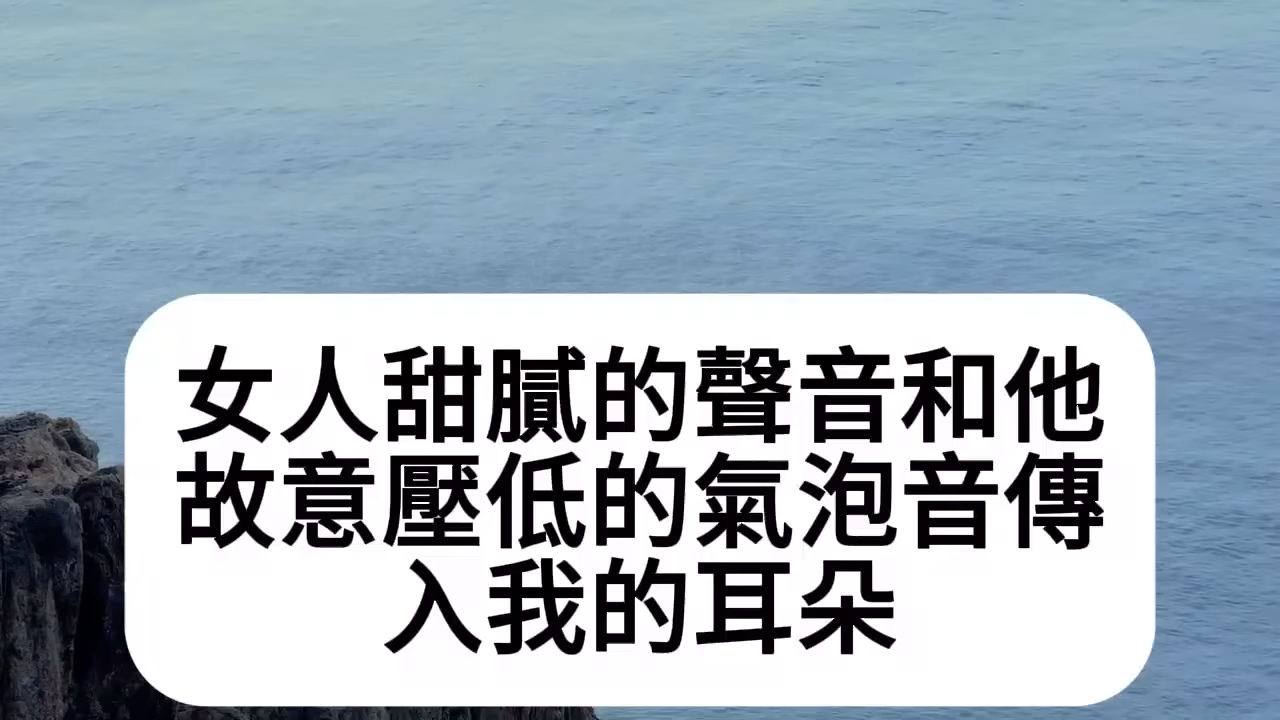 女人甜膩的聲音和他
故意壓低的氣泡音傳
入我的耳朵